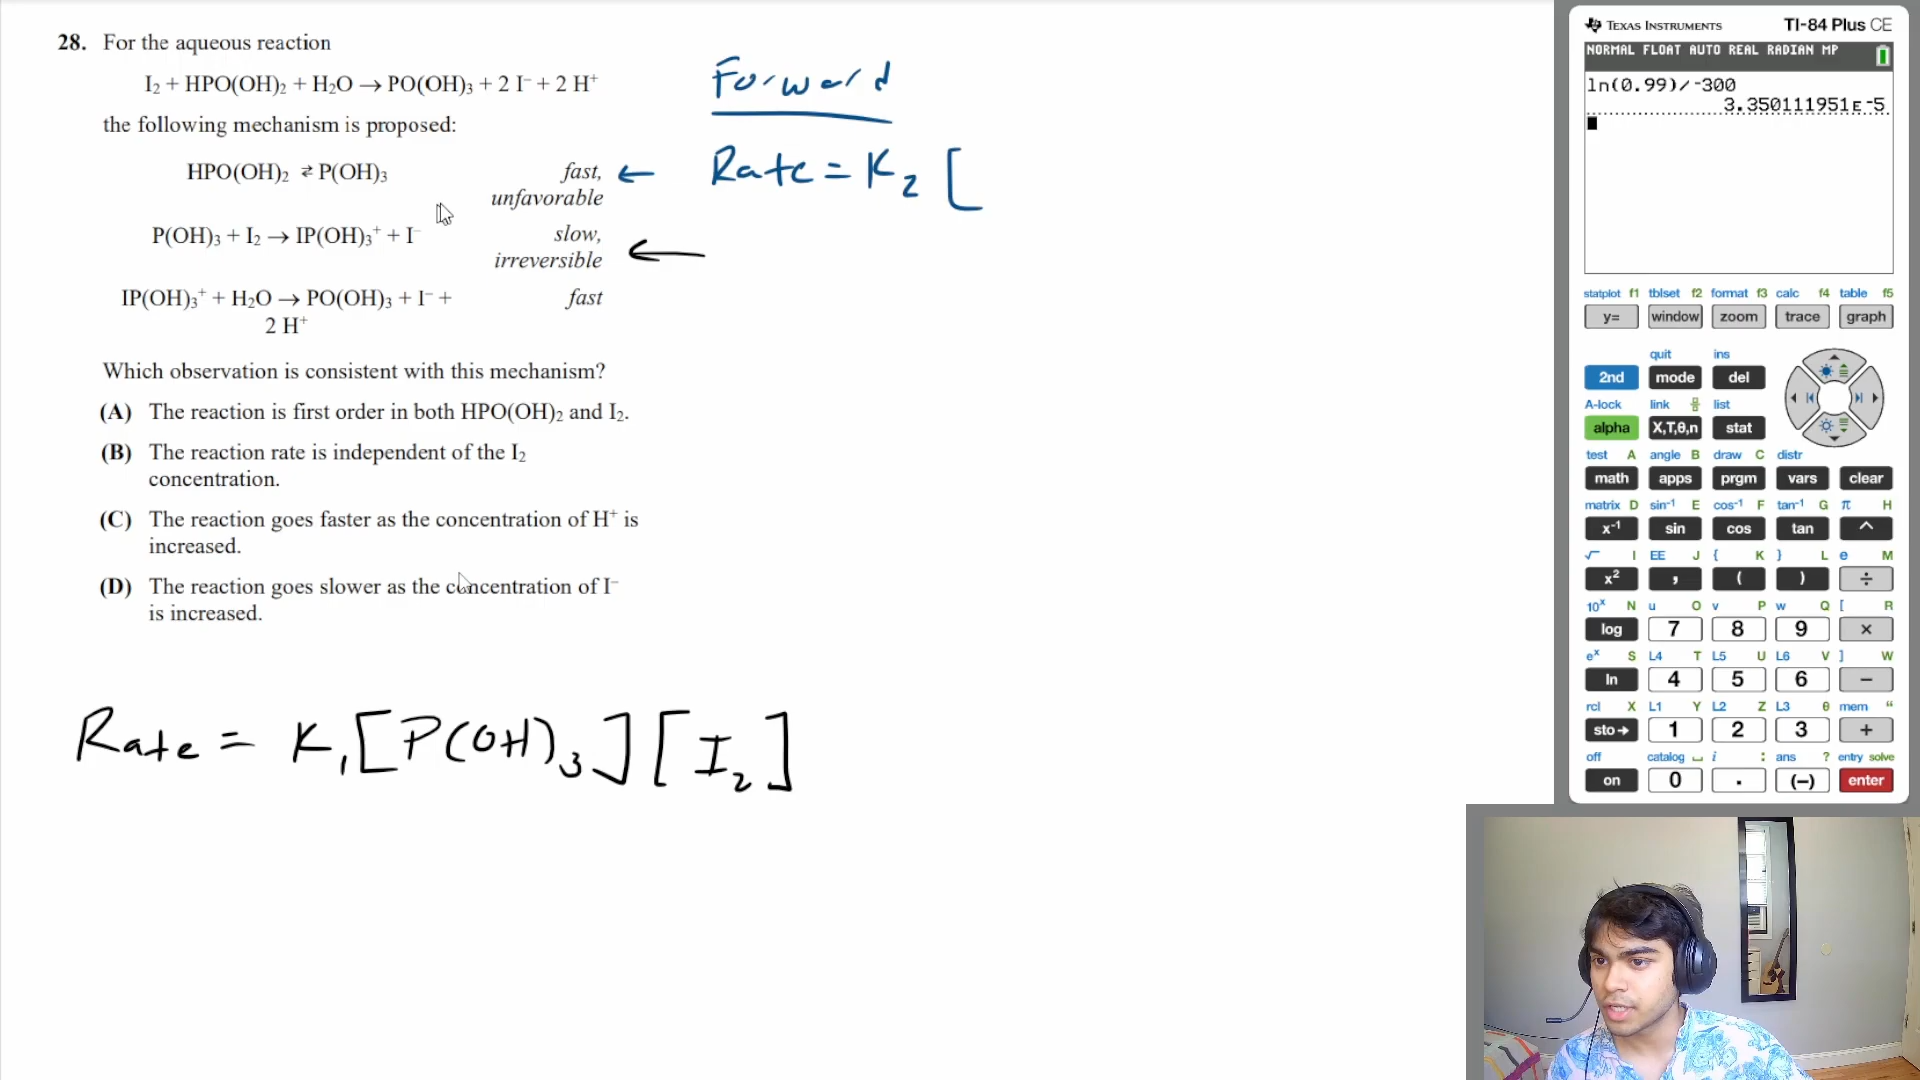 28. For the aqueous reaction
I₂ + HPO(OH)₂ + H₂O → PO(OH)₃ + 2 I⁻ + 2 H⁺
the following mechanism is proposed:
HPO(OH)₂ ⇌ P(OH)₃ fast,
unfavorable
P(OH)₃ + I₂ → IP(OH)₃⁺ + I⁻ slow,
irreversible
IP(OH)₃⁺ + H₂O → PO(OH)₃ + I⁻ + fast
2 H⁺
Which observation is consistent with this mechanism?
(A) The reaction is first order in both HPO(OH)₂ and I₂.
(B) The reaction rate is independent of the I₂
concentration.
(C) The reaction goes faster as the concentration of H⁺ is
increased.
(D) The reaction goes slower as the concentration of I⁻
is increased.
Forward
Rate = K₂ [
Rate = K₁[P(OH)₃][I₂]
TEXAS INSTRUMENTS TI-84 Plus CE
NORMAL FLOAT AUTO REAL RADIAN MP
ln(0.99)/-300
3.350111951E-5
statplot f1 tblset f2 format f3 calc f4 table f5
y= window zoom trace graph
quit ins
2nd mode del
A-lock link θ list
alpha X,T,θ,n stat
test A angle B draw C distr
math apps prgm vars clear
matrix D sin⁻¹ E cos⁻¹ F tan⁻¹ G π H
x⁻¹ sin cos tan ^
√ I EE J { K } L e M
x² , ( ) ÷
10ˣ N u O v P w Q [ R
log 7 8 9 ×
eˣ S L4 T L5 U L6 V ] W
ln 4 5 6 −
rcl X L1 Y L2 Z L3 θ mem "
sto→ 1 2 3 +
off catalog ⎵ i : ans ? entry solve
on 0 . (−) enter